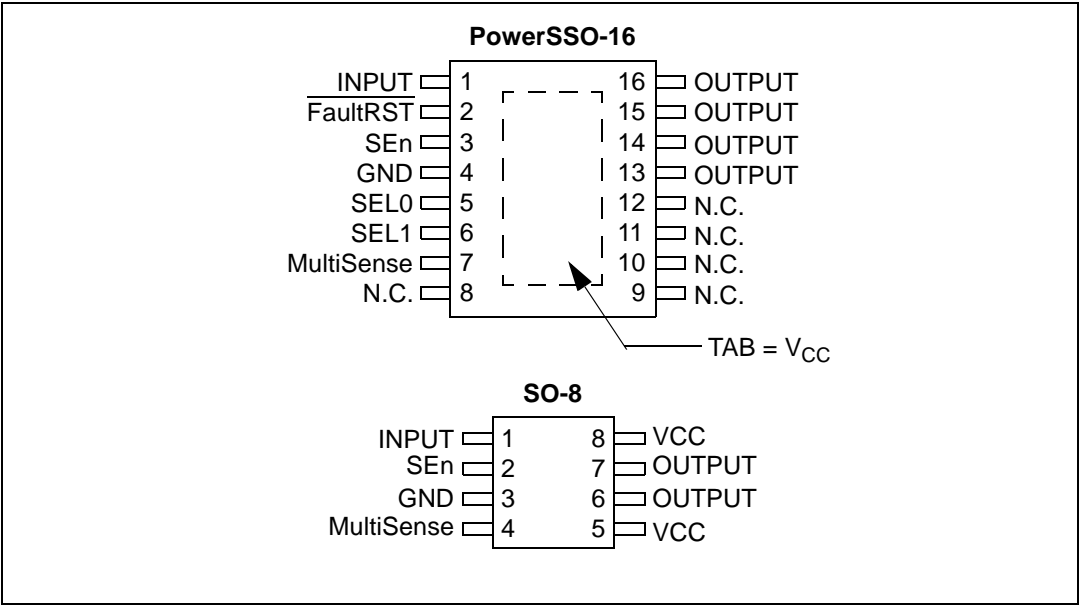 PowerSSO-16
INPUT 1 16 OUTPUT
FaultRST 2 15 OUTPUT
SEn 3 14 OUTPUT
GND 4 13 OUTPUT
SEL0 5 12 N.C.
SEL1 6 11 N.C.
MultiSense 7 10 N.C.
N.C. 8 9 N.C.
TAB = VCC
SO-8
INPUT 1 8 VCC
SEn 2 7 OUTPUT
GND 3 6 OUTPUT
MultiSense 4 5 VCC